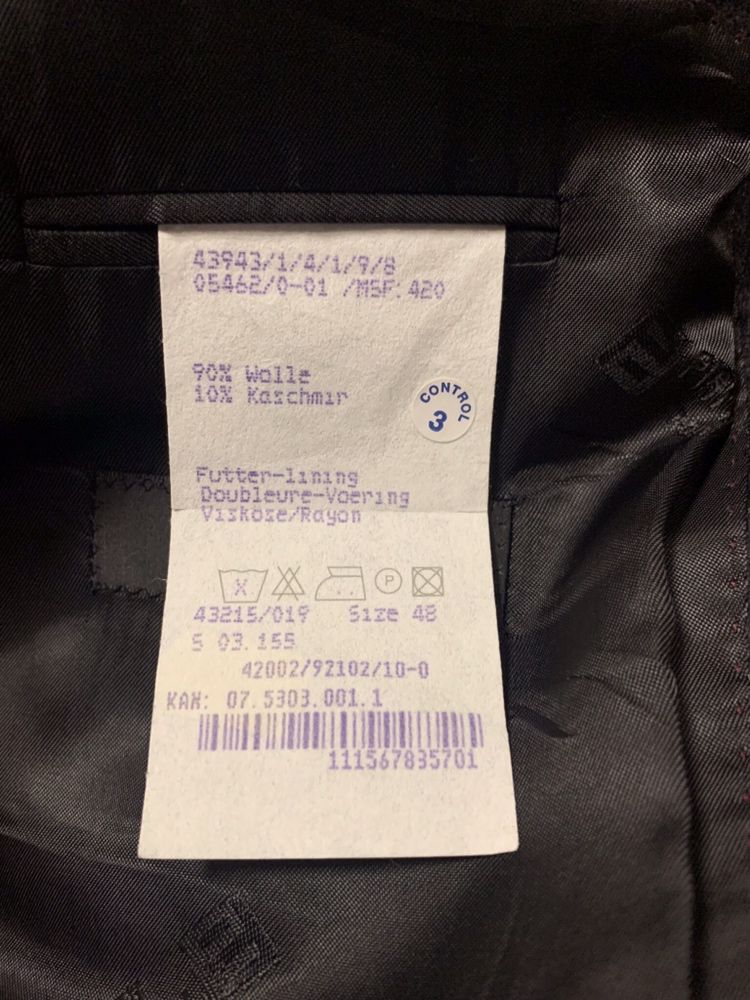 43943/1/4/1/9/8
05462/0-01 /MSF.420
90% Wolle
10% Kaschmir
CONTROL
3
Futter-lining
Doubleure-Voering
Viskose/Rayon
P
43215/019 Size 48
S 03.155
42002/92102/10-0
KAN: 07.5303.001.1
111567835701